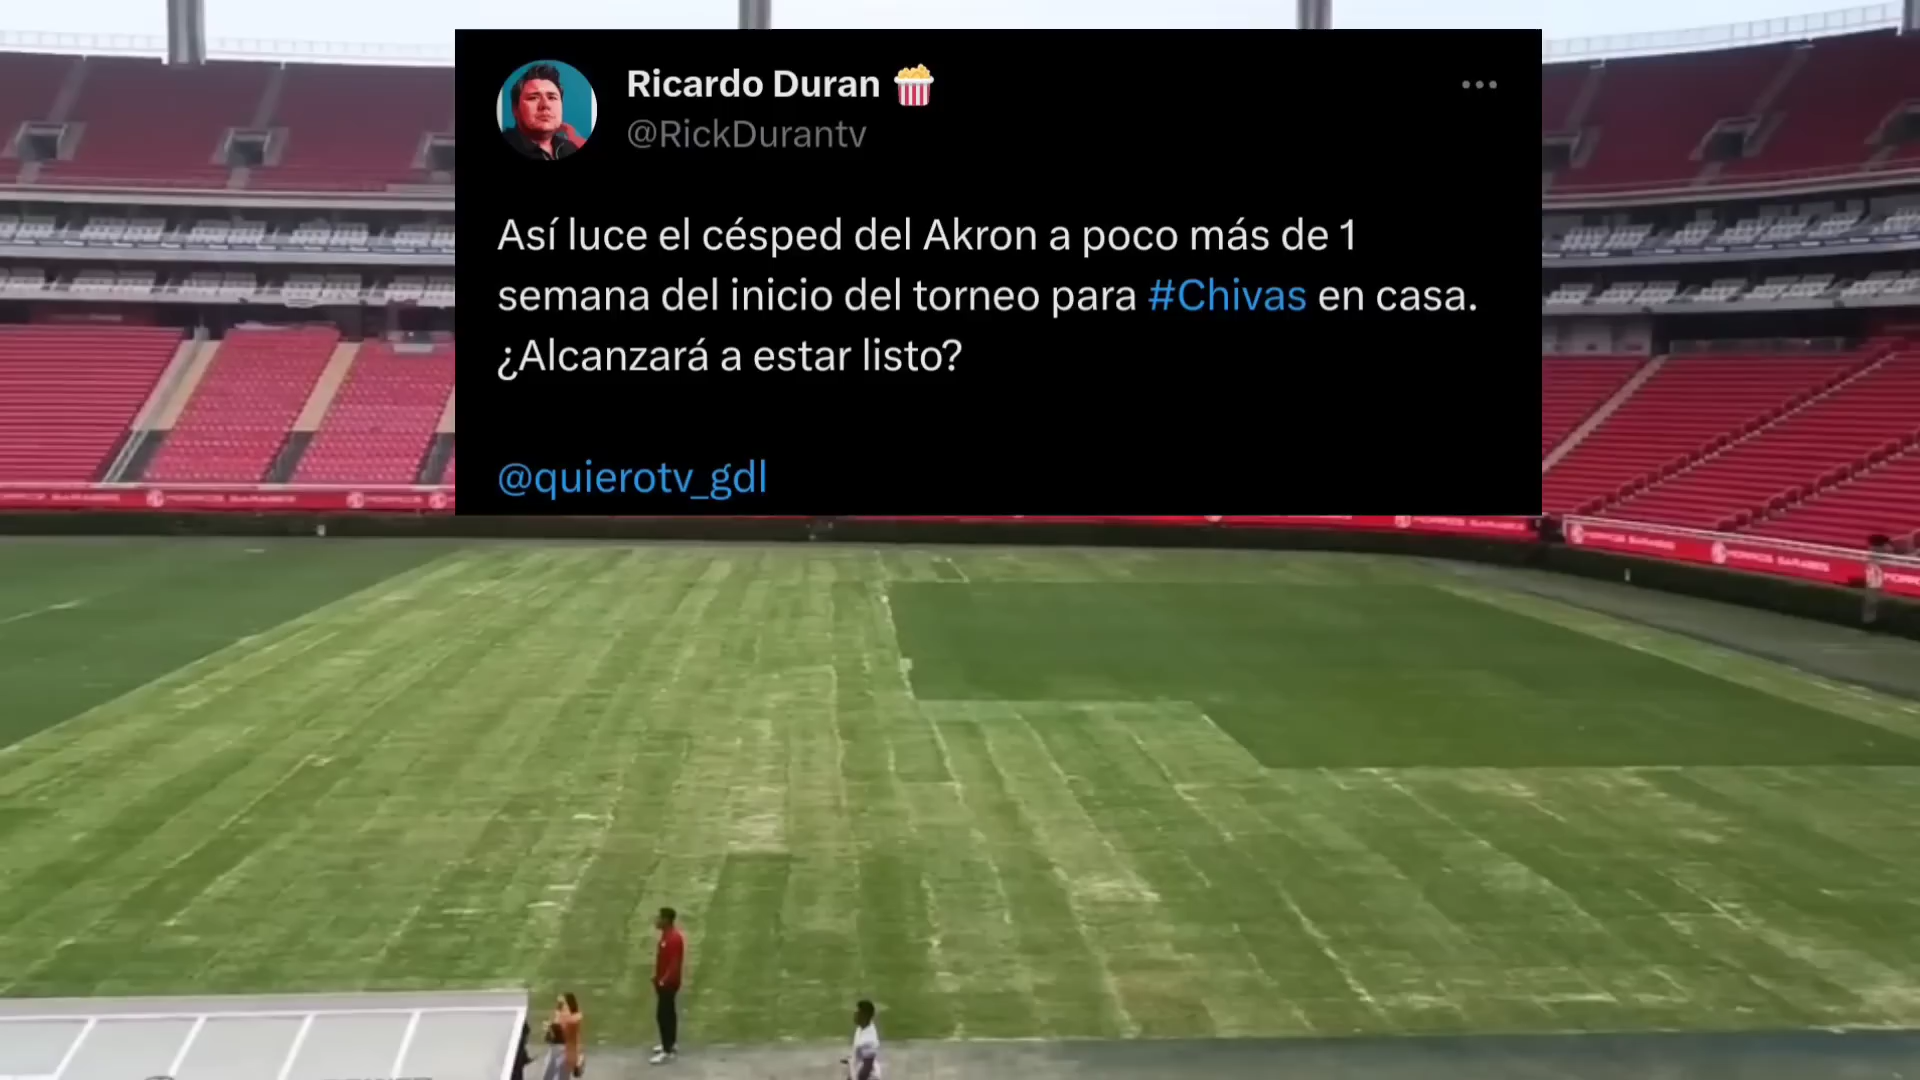 Ricardo Duran 🍿
@RickDurantv
Así luce el césped del Akron a poco más de 1
semana del inicio del torneo para #Chivas en casa.
¿Alcanzará a estar listo?
@quierotv_gdl